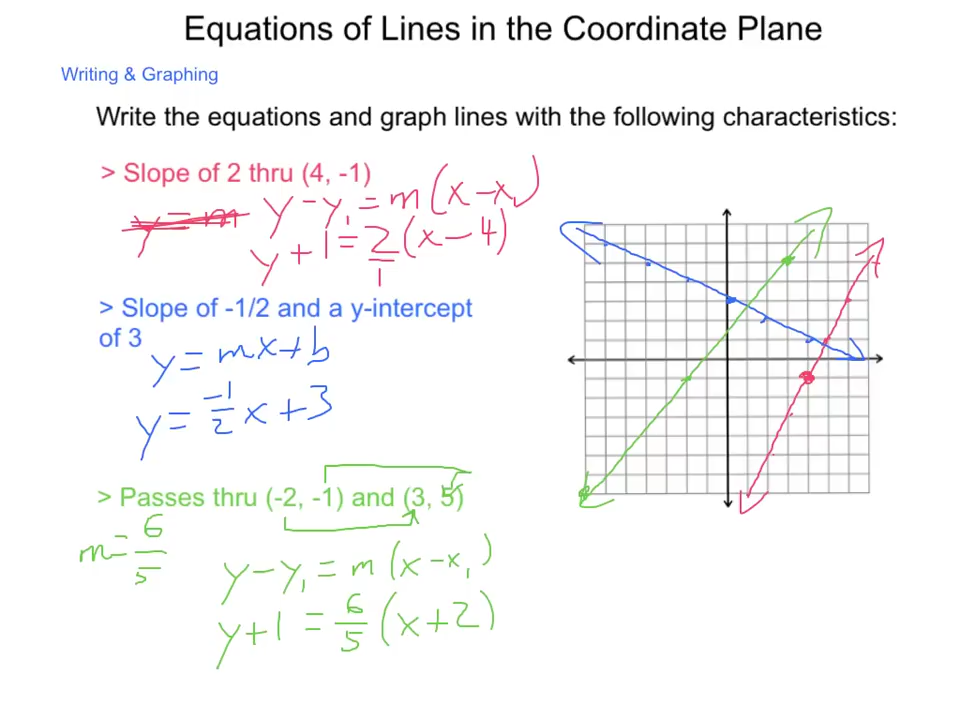 Equations of Lines in the Coordinate Plane
Writing & Graphing
Write the equations and graph lines with the following characteristics:
> Slope of 2 thru (4, -1)
y = m
y - y₁ = m(x - x₁)
y + 1 = 2/1 (x - 4)
> Slope of -1/2 and a y-intercept
of 3
y = mx + b
y = -1/2 x + 3
> Passes thru (-2, -1) and (3, 5)
m = 6/5
y - y₁ = m(x - x₁)
y + 1 = 6/5 (x + 2)